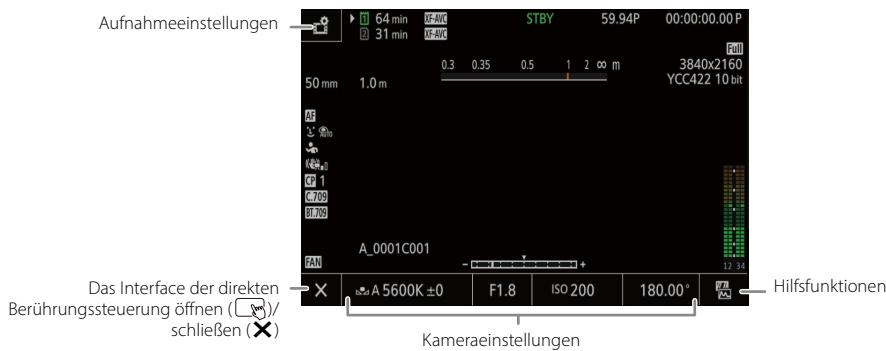 Aufnahmeeinstellungen
1 64 min XF-AVC STBY 59.94P 00:00:00.00 P
2 31 min XF-AVC
Full
3840x2160
YCC422 10 bit
0.3 0.35 0.5 1 2 ∞ m
50 mm 1.0 m
AF
AUTO
CP 1
C.709
BT.709
A_0001C001
FAN
- +
12 34
A 5600K ±0 F1.8 ISO 200 180.00°
Das Interface der direkten
Berührungssteuerung öffnen ( )/
schließen (X)
Kameraeinstellungen
Hilfsfunktionen